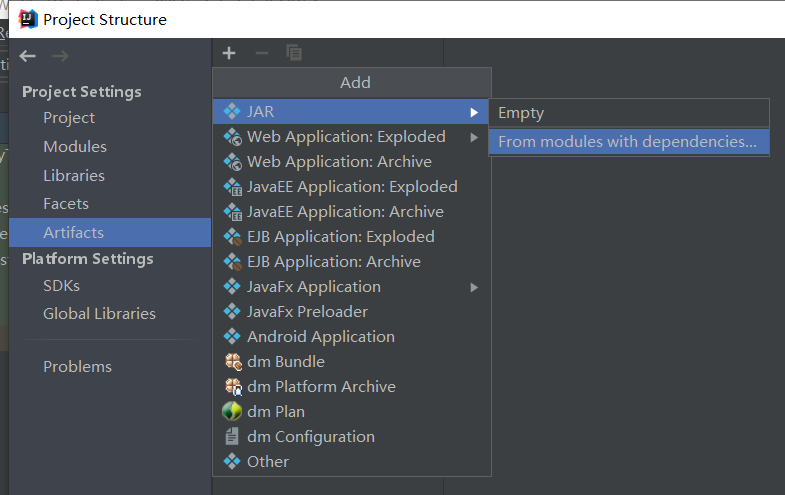 Project Structure
Project Settings
Project
Modules
Libraries
Facets
Artifacts
Platform Settings
SDKs
Global Libraries
Problems
Add
JAR
Web Application: Exploded
Web Application: Archive
JavaEE Application: Exploded
JavaEE Application: Archive
EJB Application: Exploded
EJB Application: Archive
JavaFx Application
JavaFx Preloader
Android Application
dm Bundle
dm Platform Archive
dm Plan
dm Configuration
Other
Empty
From modules with dependencies...